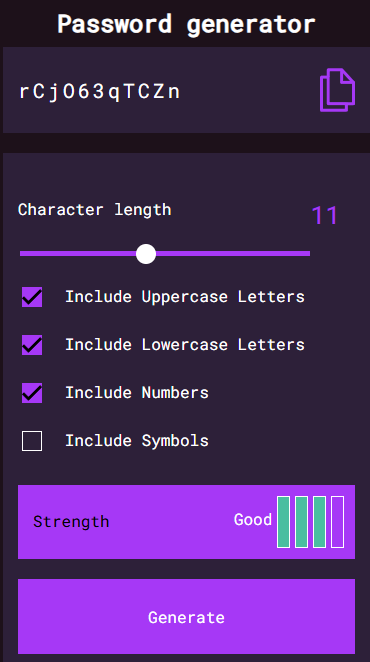 Password generator
rCjO63qTCZn
Character length 11
Include Uppercase Letters
Include Lowercase Letters
Include Numbers
Include Symbols
Strength Good
Generate